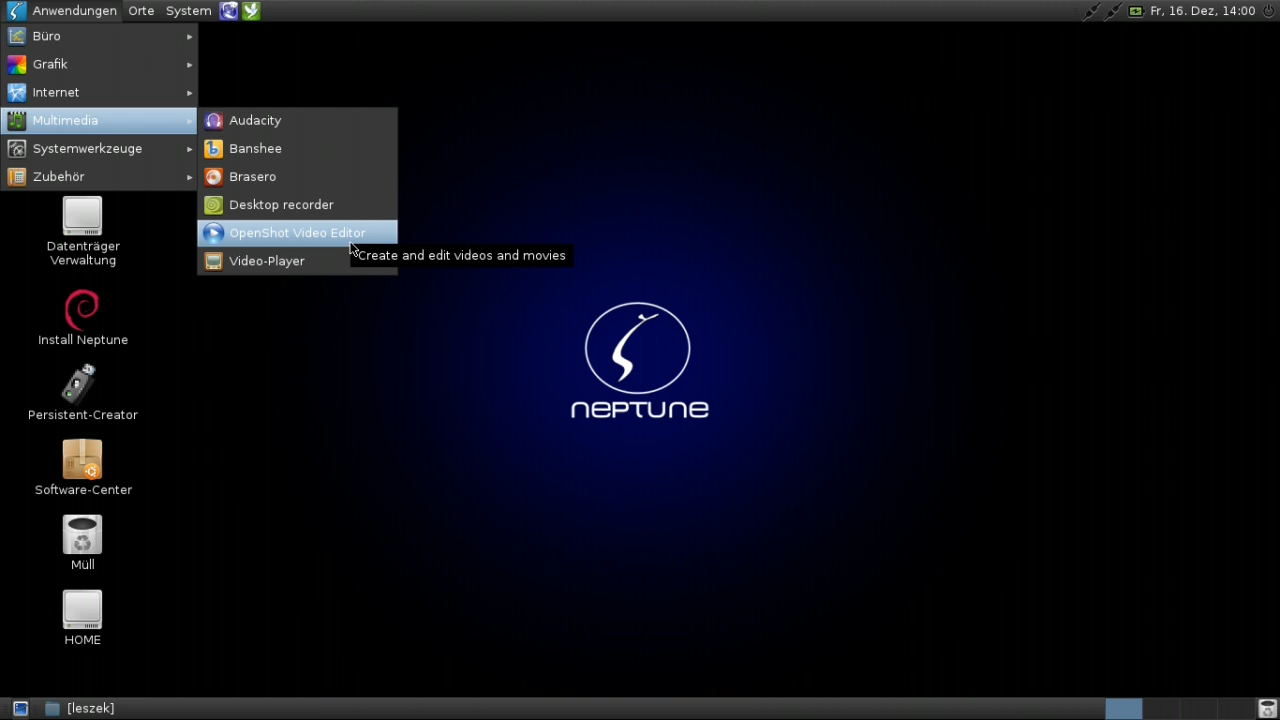 Anwendungen Orte System Fr, 16. Dez, 14:00
Büro
Grafik
Internet
Multimedia
Systemwerkzeuge
Zubehör
Audacity
Banshee
Brasero
Desktop recorder
OpenShot Video Editor
Create and edit videos and movies
Video-Player
Datenträger
Verwaltung
Install Neptune
Persistent-Creator
Software-Center
Müll
HOME
NEPTUNE
[leszek]